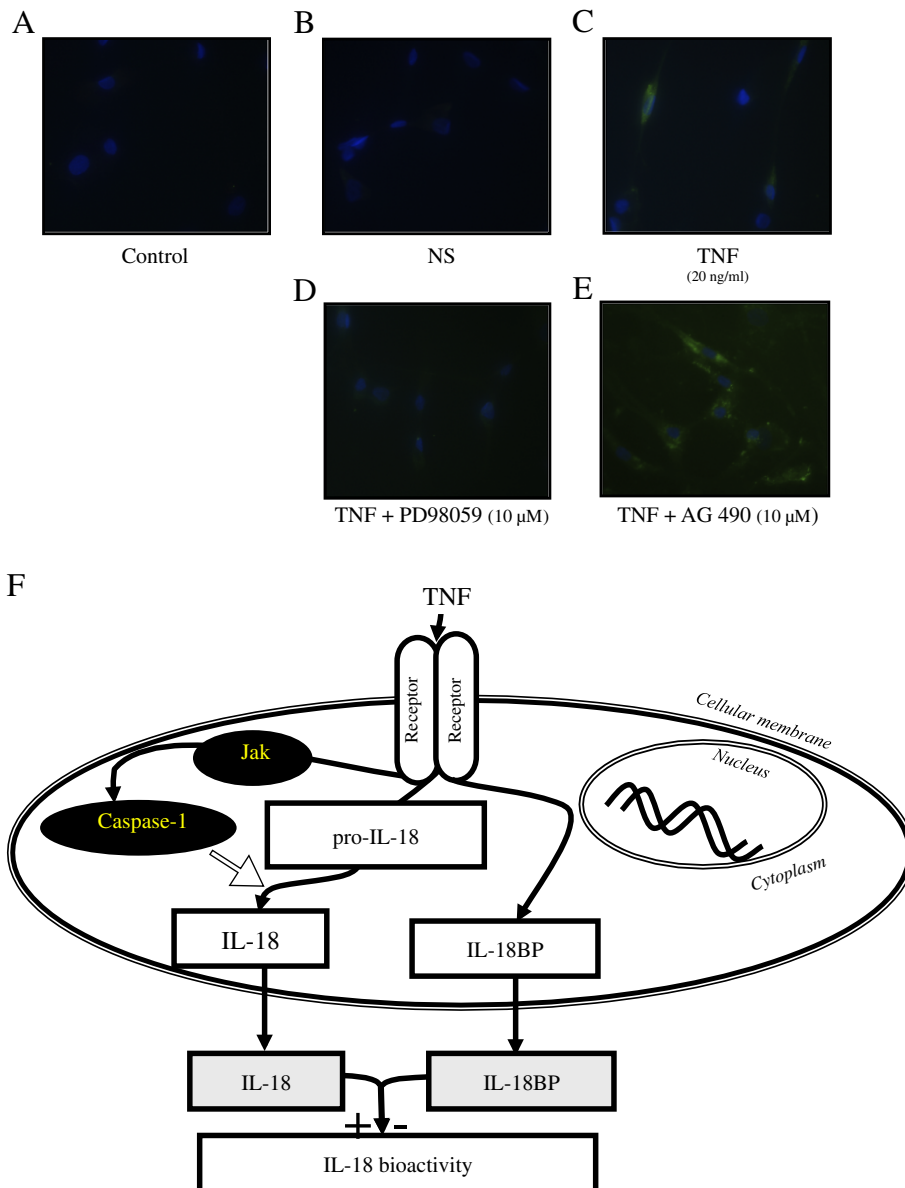 A
B
C
Control
NS
TNF
(20 ng/ml)
D
E
TNF + PD98059 (10 µM)
TNF + AG 490 (10 µM)
F
TNF
Receptor
Receptor
Cellular membrane
Nucleus
Cytoplasm
Jak
Caspase-1
pro-IL-18
IL-18
IL-18BP
IL-18
IL-18BP
+ -
IL-18 bioactivity